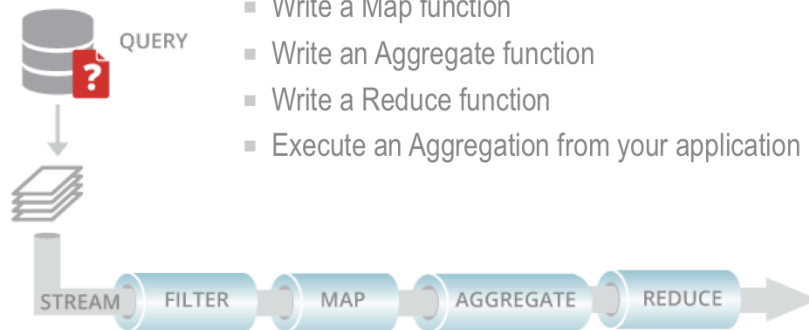 Write a Map function
QUERY
Write an Aggregate function
Write a Reduce function
Execute an Aggregation from your application
?
STREAM FILTER MAP AGGREGATE REDUCE